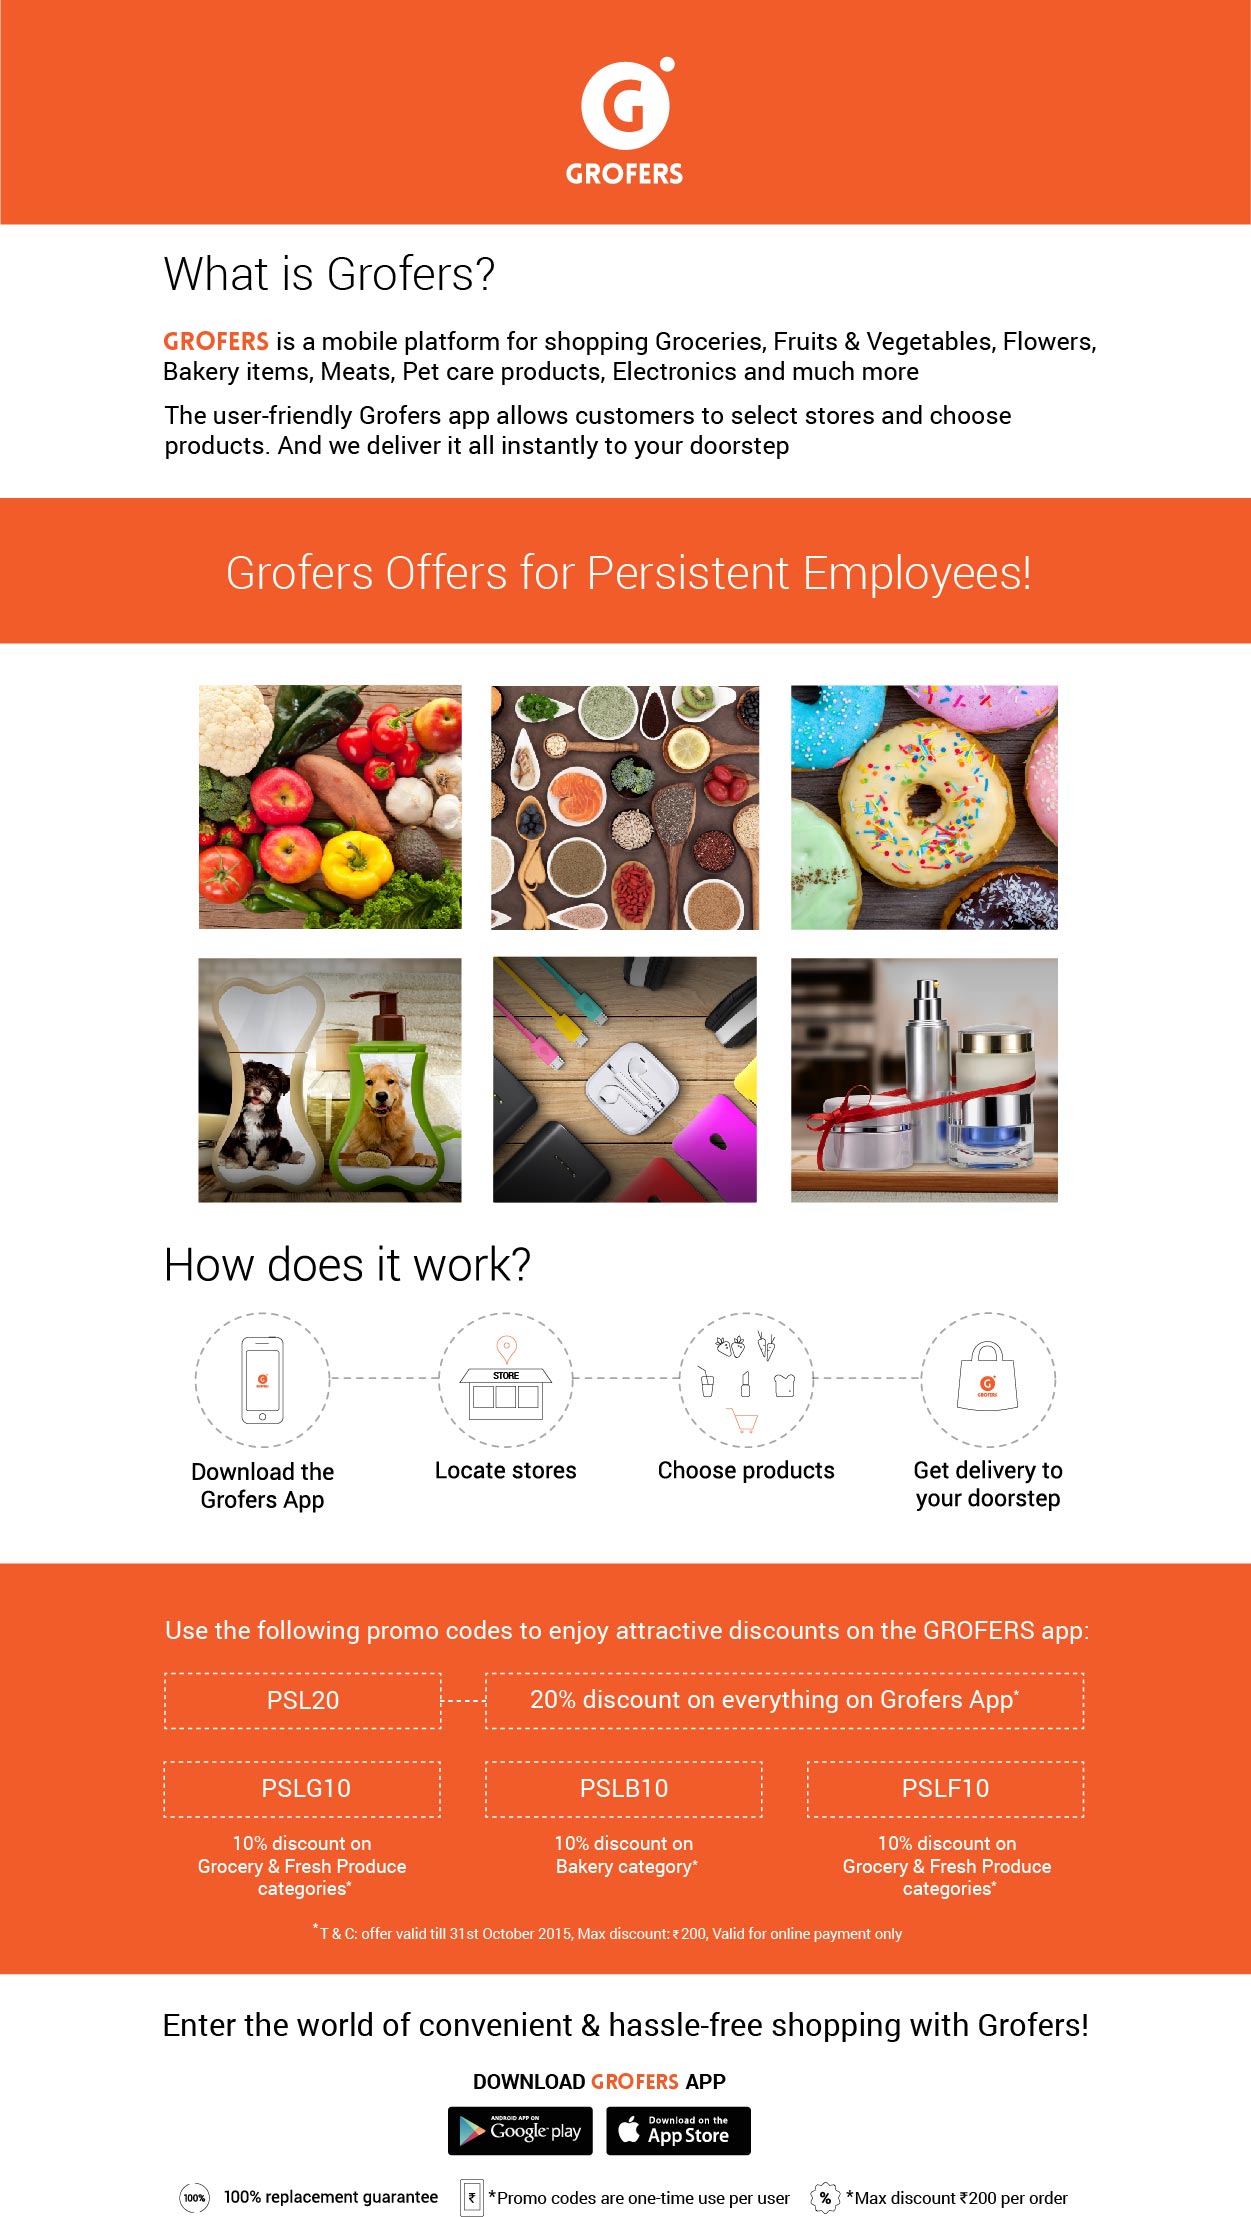 G
GROFERS
What is Grofers?
GROFERS is a mobile platform for shopping Groceries, Fruits & Vegetables, Flowers,
Bakery items, Meats, Pet care products, Electronics and much more
The user-friendly Grofers app allows customers to select stores and choose
products. And we deliver it all instantly to your doorstep
Grofers Offers for Persistent Employees!
How does it work?
G
GROFERS
STORE
G
GROFERS
Download the
Grofers App
Locate stores
Choose products
Get delivery to
your doorstep
Use the following promo codes to enjoy attractive discounts on the GROFERS app:
PSL20
20% discount on everything on Grofers App*
PSLG10
PSLB10
PSLF10
10% discount on
Grocery & Fresh Produce
categories*
10% discount on
Bakery category*
10% discount on
Grocery & Fresh Produce
categories*
*T & C: offer valid till 31st October 2015, Max discount: ₹200, Valid for online payment only
Enter the world of convenient & hassle-free shopping with Grofers!
DOWNLOAD GROFERS APP
ANDROID APP ON
Google play
Download on the
App Store
100% 100% replacement guarantee
₹ *Promo codes are one-time use per user
% *Max discount ₹200 per order